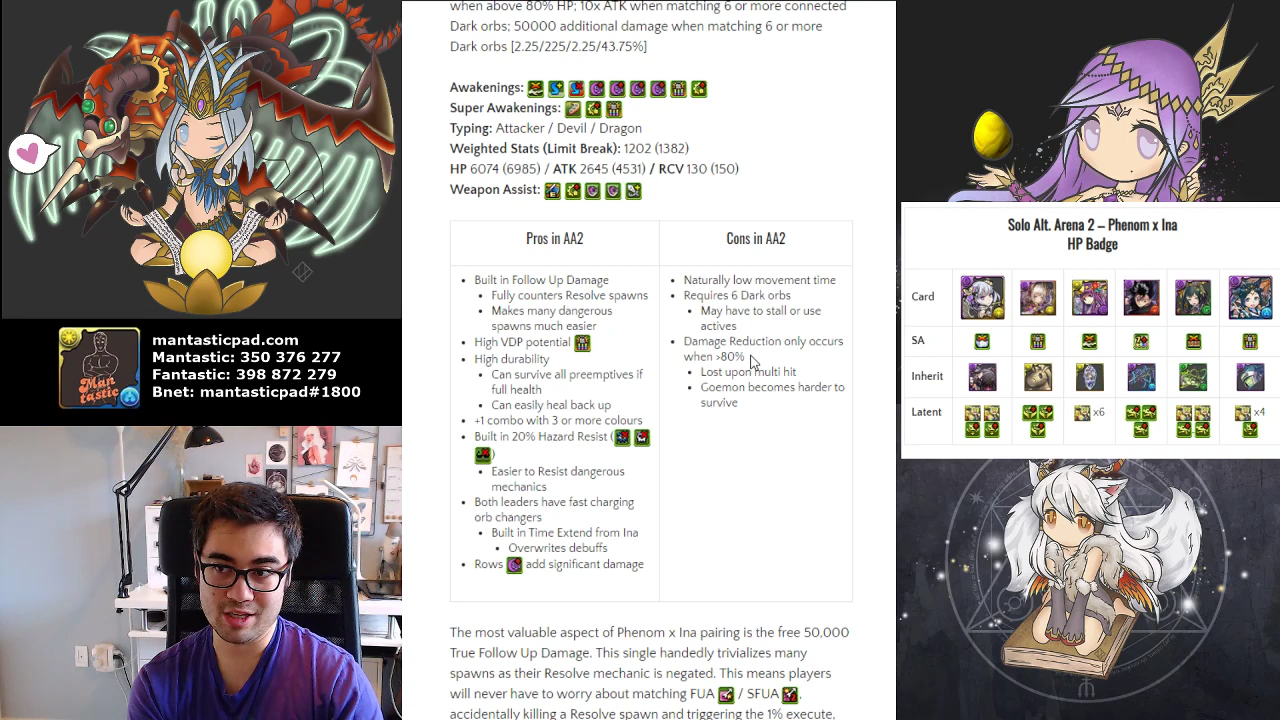 when above 80% HP; 10x ATK when matching 6 or more connected
Dark orbs; 50000 additional damage when matching 6 or more
Dark orbs [2.25/225/2.25/43.75%]
Awakenings:
Super Awakenings:
Typing: Attacker / Devil / Dragon
Weighted Stats (Limit Break): 1202 (1382)
HP 6074 (6985) / ATK 2645 (4531) / RCV 130 (150)
Weapon Assist:
Pros in AA2
Built in Follow Up Damage
Fully counters Resolve spawns
Makes many dangerous
spawns much easier
High VDP potential
High durability
Can survive all preemptives if
full health
Can easily heal back up
+1 combo with 3 or more colours
Built in 20% Hazard Resist (
)
Easier to Resist dangerous
mechanics
Both leaders have fast charging
orb changers
Built in Time Extend from Ina
Overwrites debuffs
Rows add significant damage
Cons in AA2
Naturally low movement time
Requires 6 Dark orbs
May have to stall or use
actives
Damage Reduction only occurs
when >80%
Lost upon multi hit
Goemon becomes harder to
survive
The most valuable aspect of Phenom x Ina pairing is the free 50,000
True Follow Up Damage. This single handedly trivializes many
spawns as their Resolve mechanic is negated. This means players
will never have to worry about matching FUA / SFUA ,
accidentally killing a Resolve spawn and triggering the 1% execute,
Man
tastic
mantasticpad.com
Mantastic: 350 376 277
Fantastic: 398 872 279
Bnet: mantasticpad#1800
Solo Alt. Arena 2 – Phenom x Ina
HP Badge
Card
SA
Inherit
Latent
x6
x4